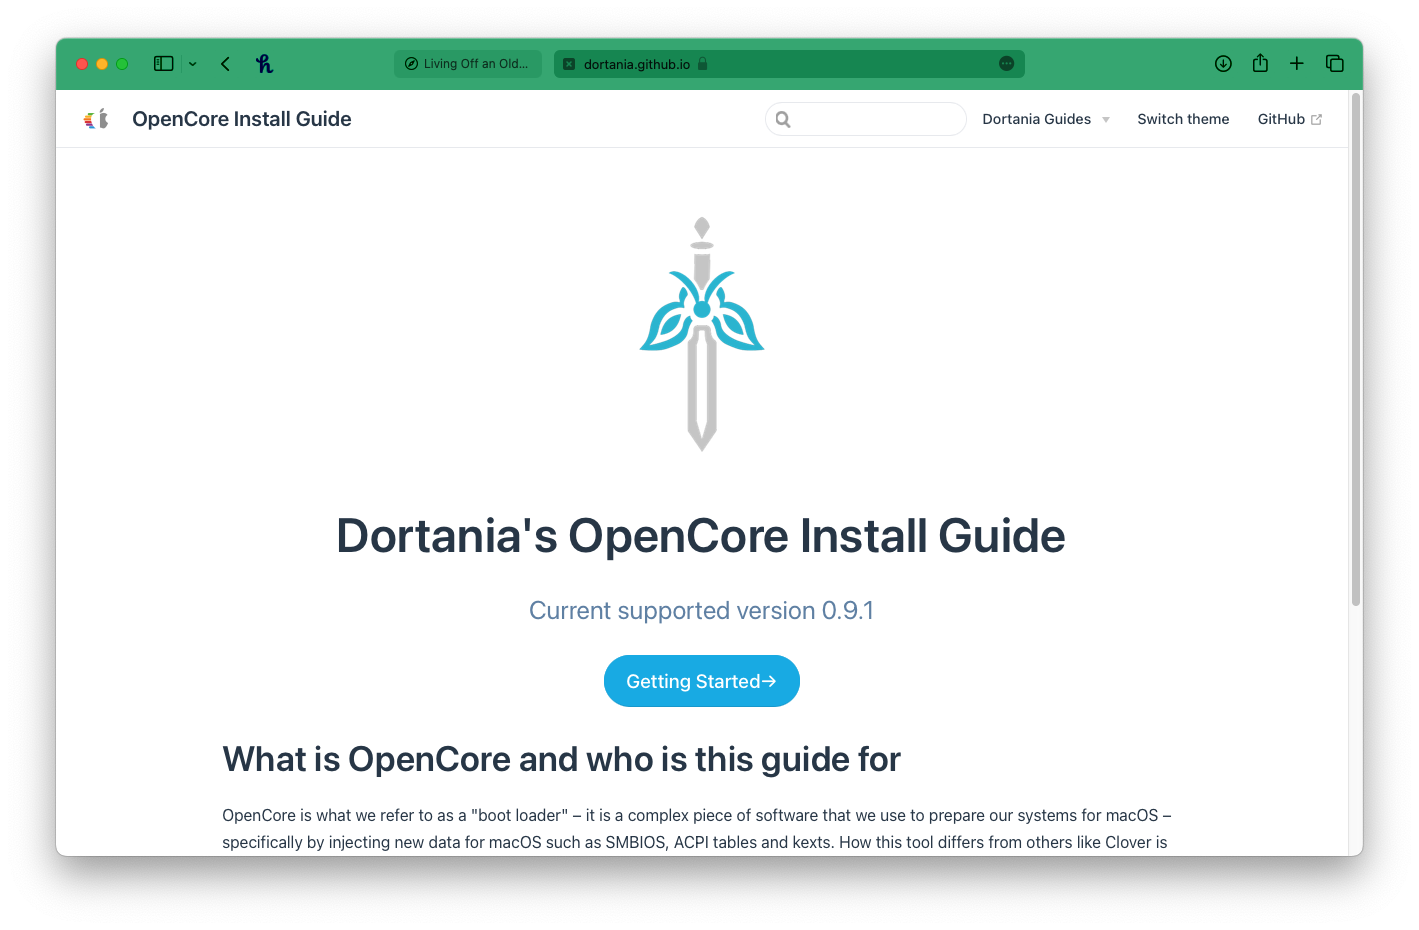 Living Off an Old...
dortania.github.io
OpenCore Install Guide
Dortania Guides
Switch theme
GitHub
Dortania's OpenCore Install Guide
Current supported version 0.9.1
Getting Started→
What is OpenCore and who is this guide for
OpenCore is what we refer to as a "boot loader" – it is a complex piece of software that we use to prepare our systems for macOS –
specifically by injecting new data for macOS such as SMBIOS, ACPI tables and kexts. How this tool differs from others like Clover is